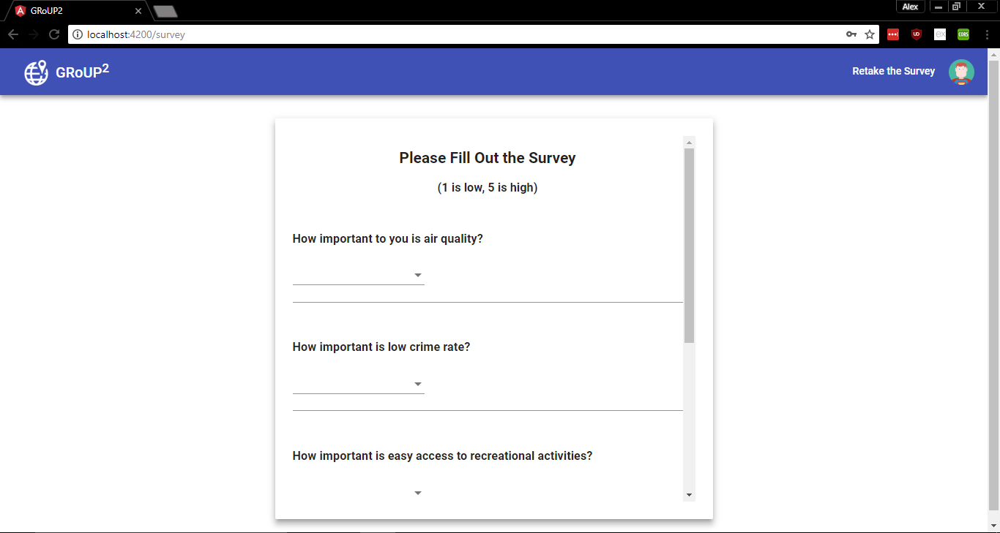 GRoUP2
Alex
localhost:4200/survey
CORS
GRoUP2
Retake the Survey
Please Fill Out the Survey
(1 is low, 5 is high)
How important to you is air quality?
How important is low crime rate?
How important is easy access to recreational activities?